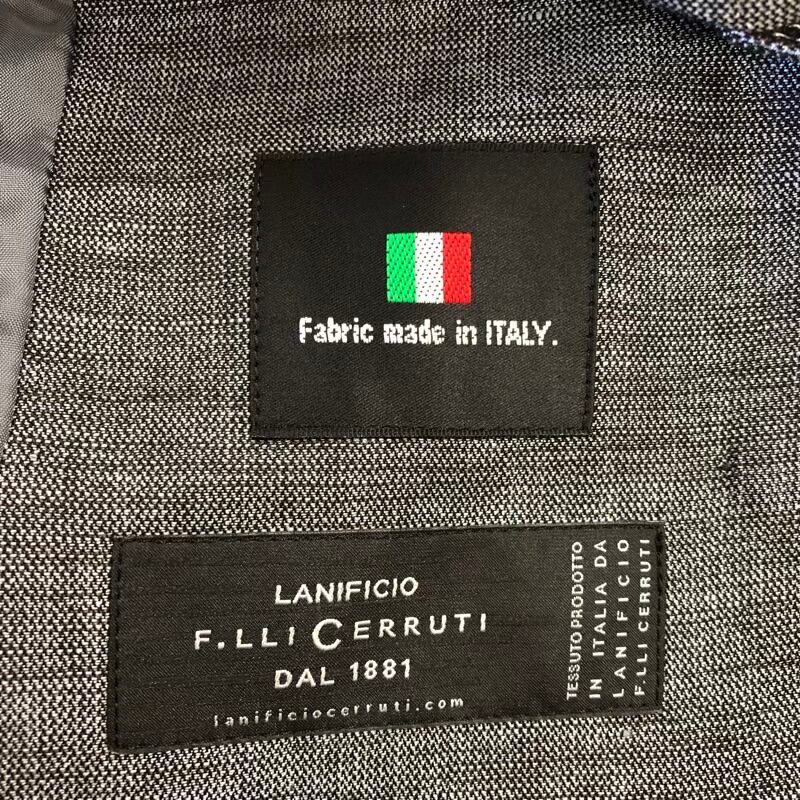 Fabric made in ITALY.
LANIFICIO
F.LLI CERRUTI
DAL 1881
lanificiocerruti.com
TESSUTO PRODOTTO
IN ITALIA DA
LANIFICIO
F.LLI CERRUTI